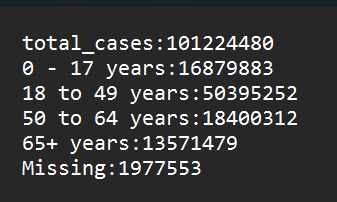 total_cases:101224480
0 - 17 years:16879883
18 to 49 years:50395252
50 to 64 years:18400312
65+ years:13571479
Missing:1977553